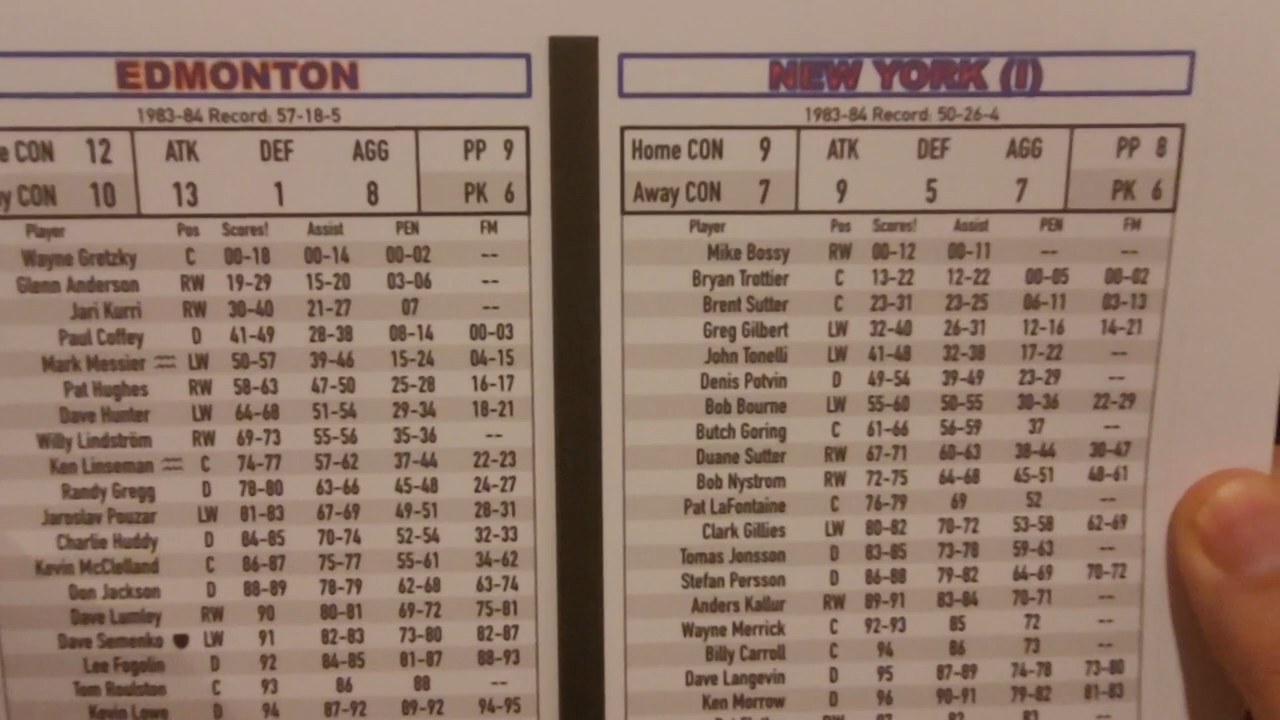 EDMONTON
1983-84 Record: 57-18-5
e CON 12 ATK DEF AGG PP 9
y CON 10 13 1 8 PK 6
Player Pos Scores! Assist PEN FM
Wayne Gretzky C 00-18 00-14 00-02 --
Glenn Anderson RW 19-29 15-20 03-06 --
Jari Kurri RW 30-40 21-27 07 --
Paul Coffey D 41-49 28-38 08-14 00-03
Mark Messier LW 50-57 39-46 15-24 04-15
Pat Hughes RW 58-63 47-50 25-28 16-17
Dave Hunter LW 64-68 51-54 29-34 18-21
Willy Lindström RW 69-73 55-56 35-36 --
Ken Linseman C 74-77 57-62 37-44 22-23
Randy Gregg D 78-80 63-66 45-48 24-27
Jaroslav Pouzar LW 81-83 67-69 49-51 28-31
Charlie Huddy D 84-85 70-74 52-54 32-33
Kevin McClelland C 86-87 75-77 55-61 34-62
Don Jackson D 88-89 78-79 62-68 63-74
Dave Lumley RW 90 80-81 69-72 75-81
Dave Semenko LW 91 82-83 73-80 82-87
Lee Fogolin D 92 84-85 81-87 88-93
Tom Roulston C 93 86 88 --
Kevin Lowe D 94 87-92 89-92 94-95
NEW YORK (I)
1983-84 Record: 50-26-4
Home CON 9 ATK DEF AGG PP 8
Away CON 7 9 5 7 PK 6
Player Pos Scores! Assist PEN FM
Mike Bossy RW 00-12 00-11 -- --
Bryan Trottier C 13-22 12-22 00-05 00-02
Brent Sutter C 23-31 23-25 06-11 03-13
Greg Gilbert LW 32-40 26-31 12-16 14-21
John Tonelli LW 41-48 32-38 17-22 --
Denis Potvin D 49-54 39-49 23-29 --
Bob Bourne LW 55-60 50-55 30-36 22-29
Butch Goring C 61-66 56-59 37 --
Duane Sutter RW 67-71 60-63 38-44 30-47
Bob Nystrom RW 72-75 64-68 45-51 48-61
Pat LaFontaine C 76-79 69 52 --
Clark Gillies LW 80-82 70-72 53-58 62-69
Tomas Jonsson D 83-85 73-78 59-63 --
Stefan Persson D 86-88 79-82 64-69 70-72
Anders Kallur RW 89-91 83-84 70-71 --
Wayne Merrick C 92-93 85 72 --
Billy Carroll C 94 86 73 --
Dave Langevin D 95 87-89 74-78 73-80
Ken Morrow D 96 90-91 79-82 81-83